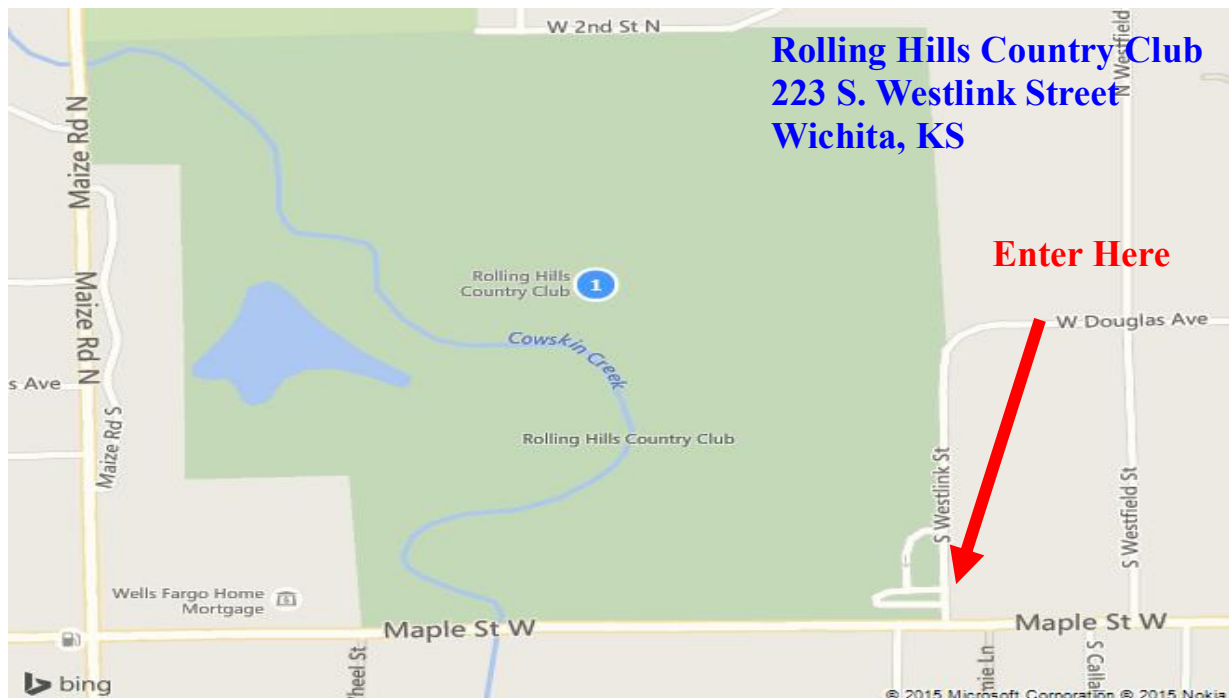 W 2nd St N
Rolling Hills Country Club
223 S. Westlink Street
Wichita, KS
N Westfield
Maize Rd N
Enter Here
Rolling Hills
Country Club
1
Maize Rd N
W Douglas Ave
Cowskin Creek
s Ave
Maize Rd S
Rolling Hills Country Club
S Westlink St
S Westfield St
Wells Fargo Home
Mortgage
$
Maple St W
Maple St W
heel St
mie Ln
S Calla
bing
© 2015 Microsoft Corporation © 2015 Nokia